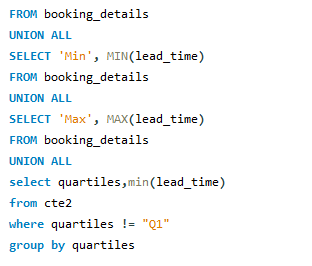 FROM booking_details
UNION ALL
SELECT 'Min', MIN(lead_time)
FROM booking_details
UNION ALL
SELECT 'Max', MAX(lead_time)
FROM booking_details
UNION ALL
select quartiles,min(lead_time)
from cte2
where quartiles != "Q1"
group by quartiles